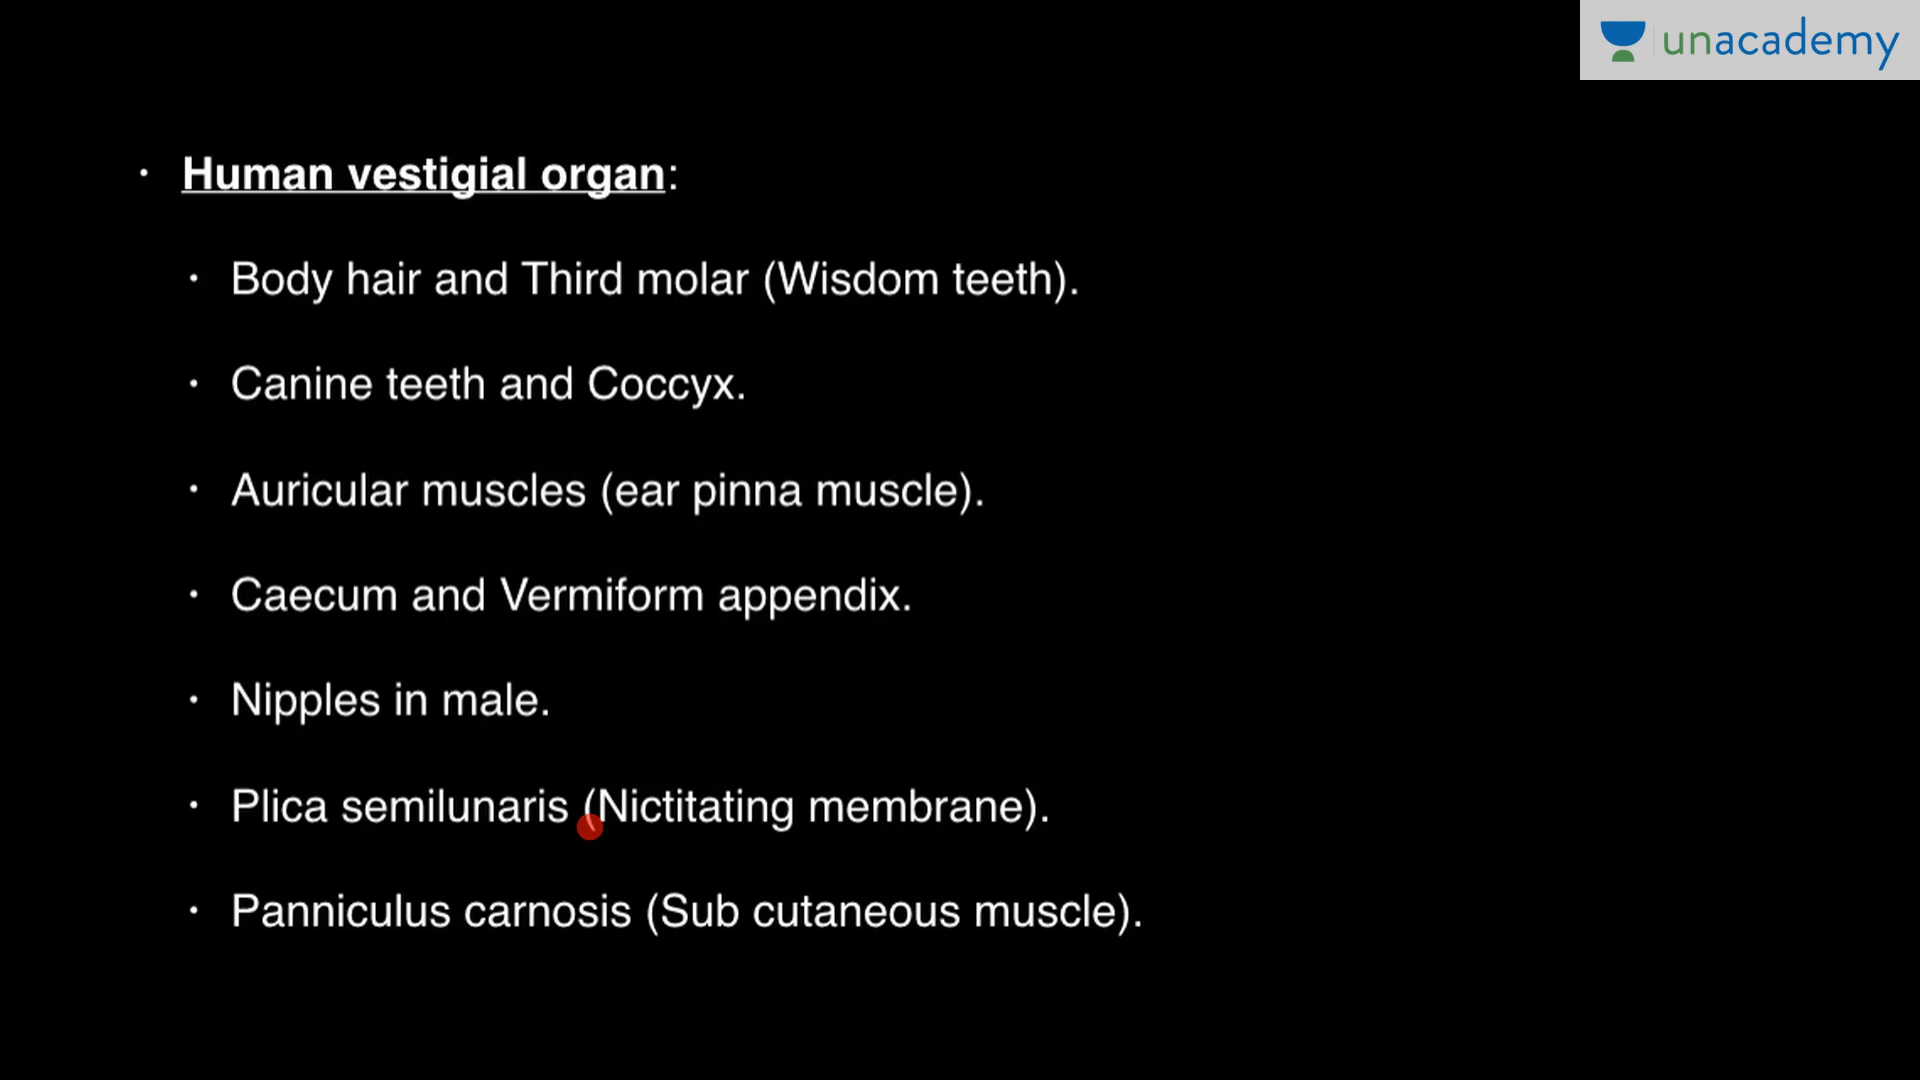 unacademy
• Human vestigial organ:
• Body hair and Third molar (Wisdom teeth).
• Canine teeth and Coccyx.
• Auricular muscles (ear pinna muscle).
• Caecum and Vermiform appendix.
• Nipples in male.
• Plica semilunaris (Nictitating membrane).
• Panniculus carnosis (Sub cutaneous muscle).